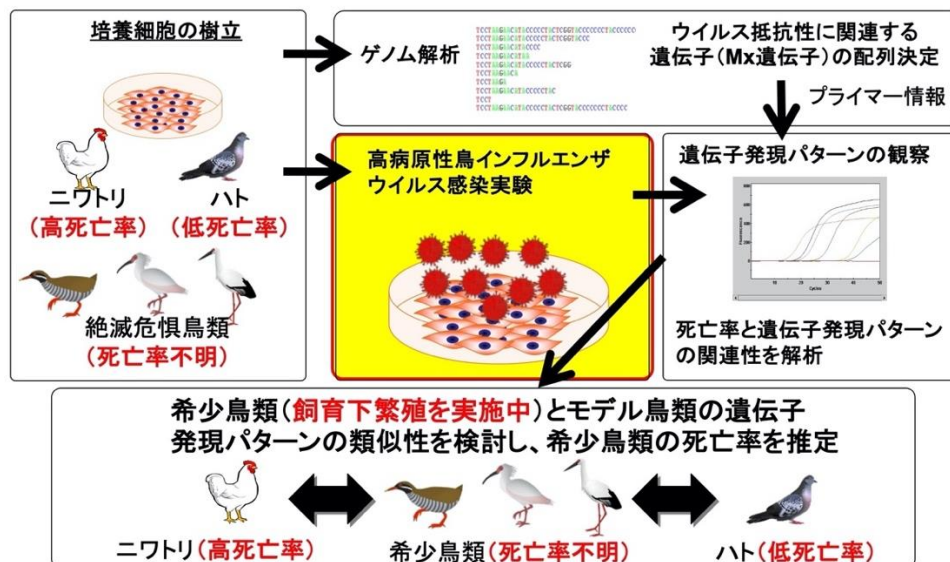 培養細胞の樹立
ニワトリ
(高死亡率)
ハト
(低死亡率)
絶滅危惧鳥類
(死亡率不明)
ゲノム解析
ウイルス抵抗性に関連する
遺伝子(Mx遺伝子)の配列決定
プライマー情報
高病原性鳥インフルエンザ
ウイルス感染実験
遺伝子発現パターンの観察
Cycles
死亡率と遺伝子発現パターン
の関連性を解析
希少鳥類(飼育下繁殖を実施中)とモデル鳥類の遺伝子
発現パターンの類似性を検討し、希少鳥類の死亡率を推定
ニワトリ(高死亡率)
希少鳥類(死亡率不明)
ハト(低死亡率)